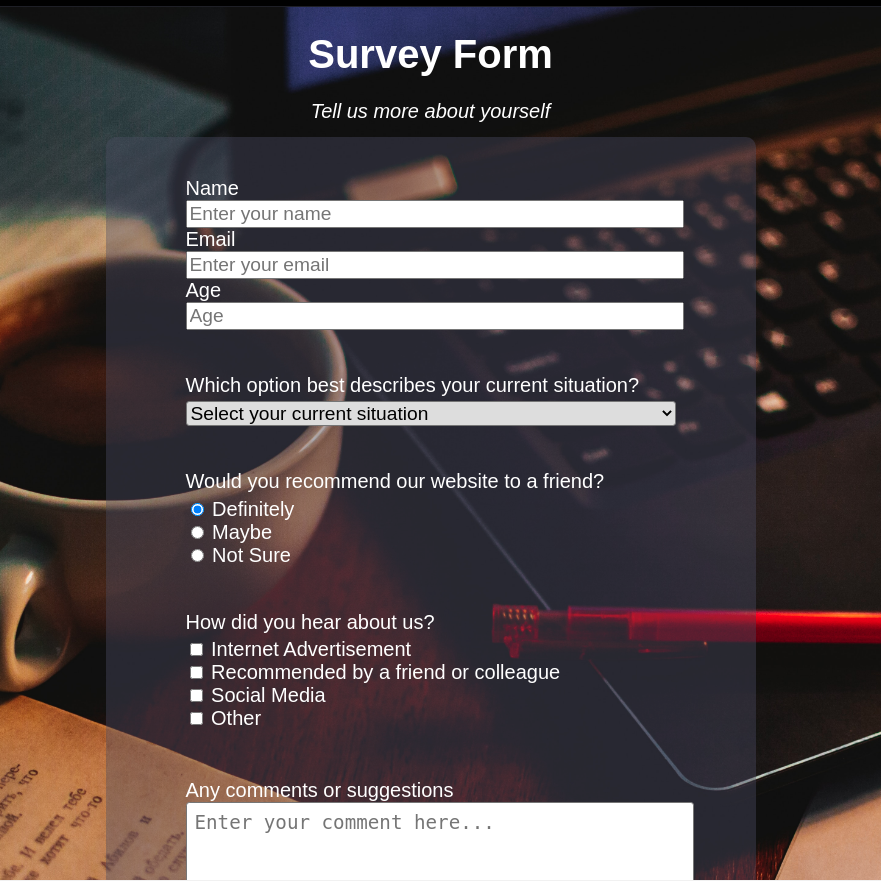 Survey Form
Tell us more about yourself
Name
Enter your name
Email
Enter your email
Age
Age
Which option best describes your current situation?
Select your current situation
Would you recommend our website to a friend?
Definitely
Maybe
Not Sure
How did you hear about us?
Internet Advertisement
Recommended by a friend or colleague
Social Media
Other
Any comments or suggestions
Enter your comment here...